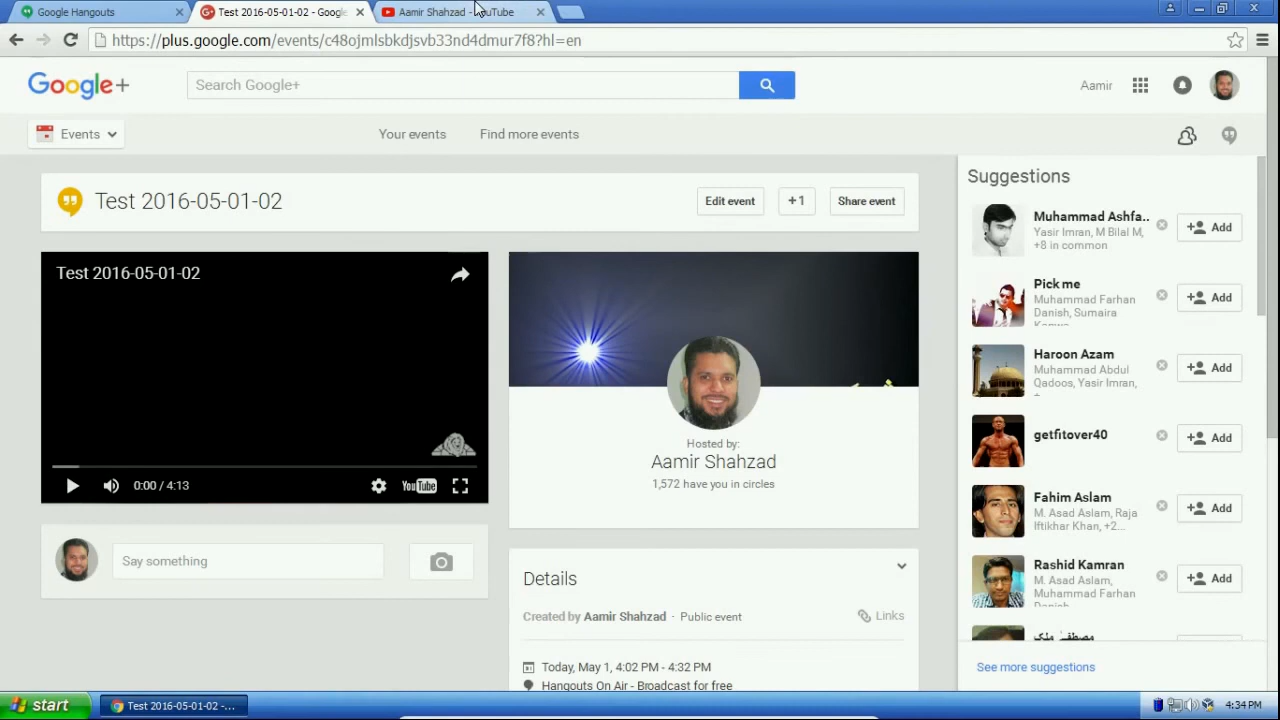 Google Hangouts
Test 2016-05-01-02 - Googl
Aamir Shahzad - YouTube
https://plus.google.com/events/c48ojmlsbkdjsvb33nd4dmur7f8?hl=en
Google+
Search Google+
Aamir
Events
Your events
Find more events
Test 2016-05-01-02
Edit event
+1
Share event
Test 2016-05-01-02
0:00 / 4:13
YouTube
Say something
Hosted by:
Aamir Shahzad
1,572 have you in circles
Details
Created by Aamir Shahzad · Public event
Links
Today, May 1, 4:02 PM - 4:32 PM
Hangouts On Air - Broadcast for free
Suggestions
Muhammad Ashfa..
Yasir Imran, M Bilal M,
+8 in common
Add
Pick me
Muhammad Farhan
Danish, Sumaira
Add
Haroon Azam
Muhammad Abdul
Qadoos, Yasir Imran,
Add
getfitover40
Add
Fahim Aslam
M. Asad Aslam, Raja
Iftikhar Khan, +2...
Add
Rashid Kamran
M. Asad Aslam,
Muhammad Farhan
Danish
Add
مصطفیٰ ملک
See more suggestions
start
Test 2016-05-01-02 -...
4:34 PM